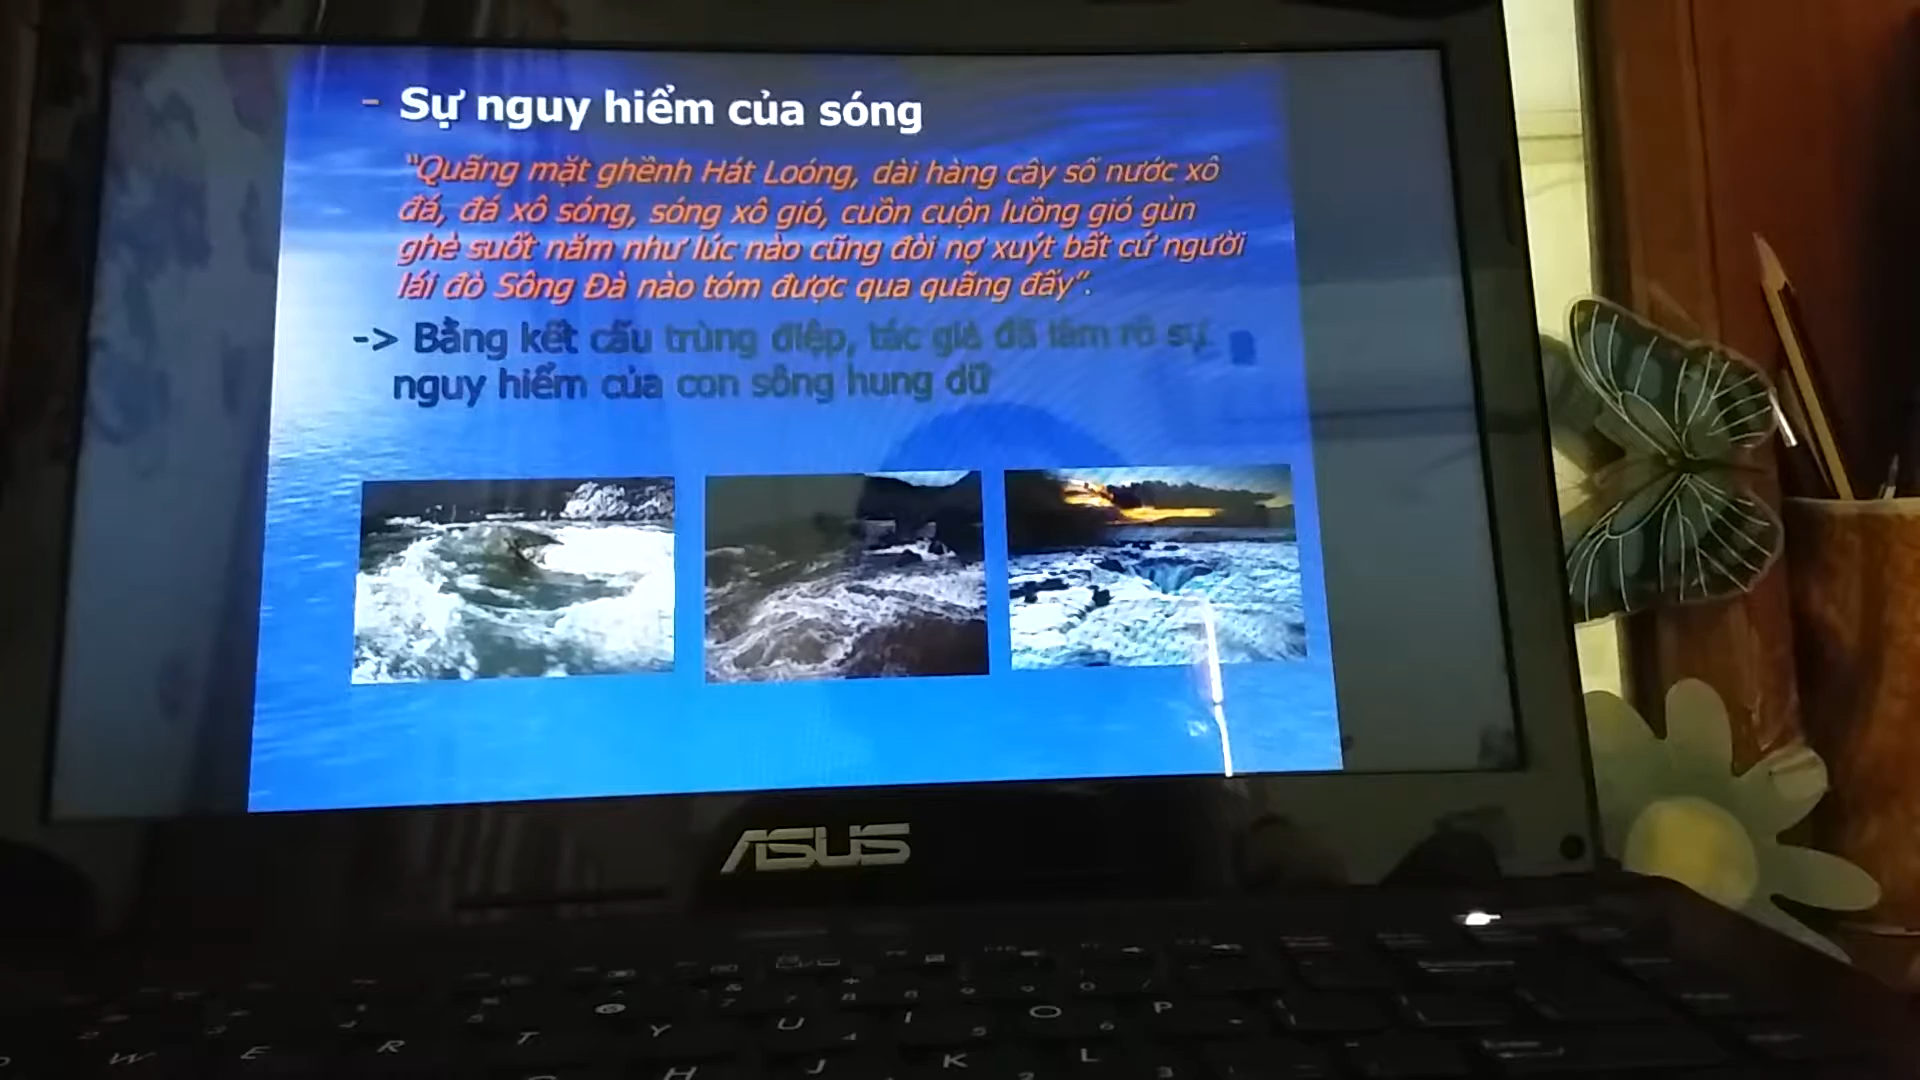 - Sự nguy hiểm của sóng
“Quãng mặt ghềnh Hát Loóng, dài hàng cây số nước xô
đá, đá xô sóng, sóng xô gió, cuồn cuộn luồng gió gùn
ghè suốt năm như lúc nào cũng đòi nợ xuýt bất cứ người
lái đò Sông Đà nào tóm được qua quãng đấy”.
-> Bằng kết cấu trùng điệp, tác giả đã làm rõ sự
nguy hiểm của con sông hung dữ
ASUS
W E R T Y U I O P
H J K L